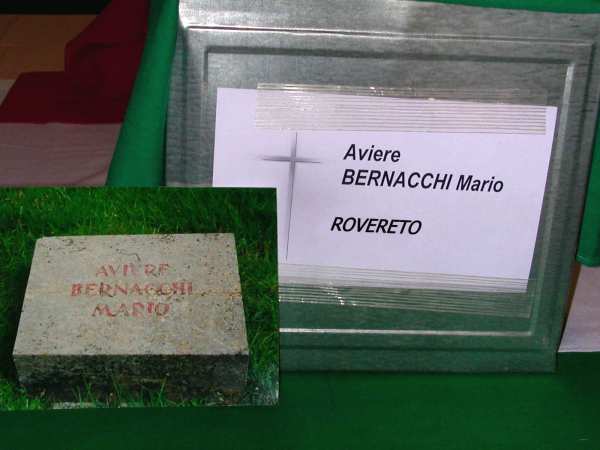 Aviere
BERNACCHI Mario
ROVERETO
AVIERE
BERNACCHI
MARIO